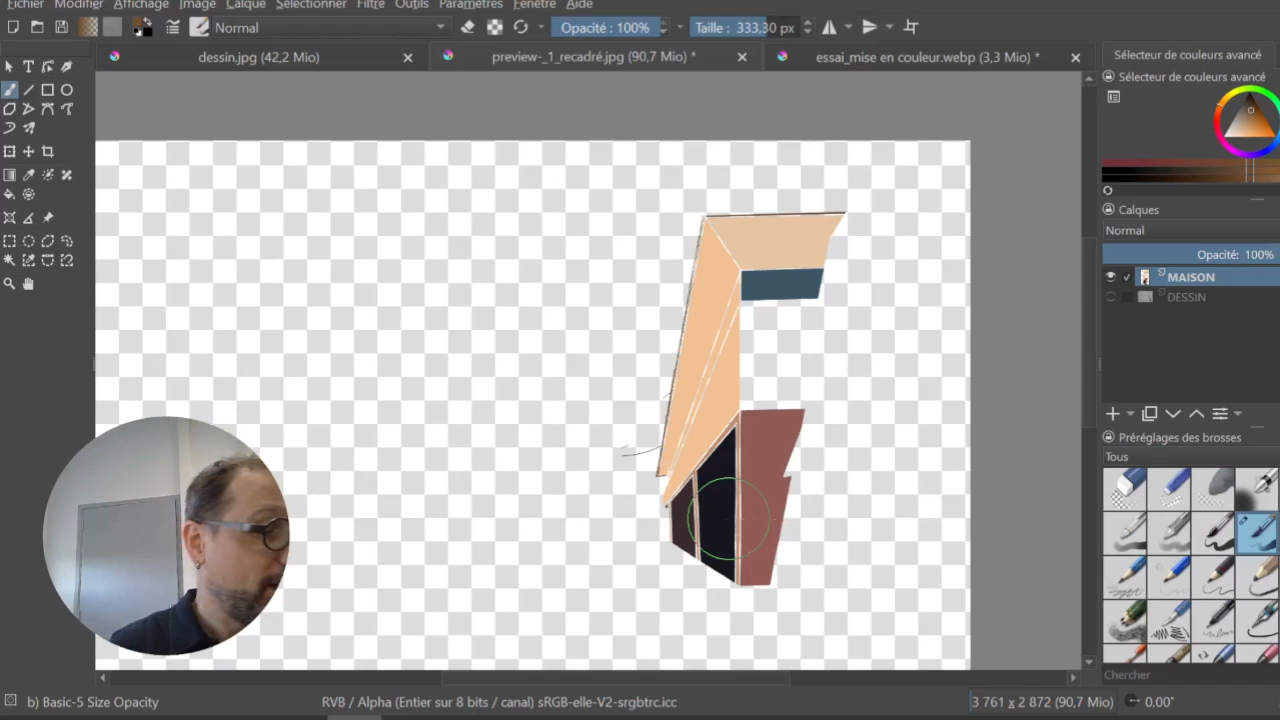 Fichier Modifier Affichage Image Calque Sélectionner Filtre Outils Paramètres Fenêtre Aide
Normal Opacité : 100% Taille : 333,30 px
dessin.jpg (42,2 Mio) preview-_1_recadré.jpg (90,7 Mio) * essai_mise en couleur.webp (3,3 Mio) *
Sélecteur de couleurs avancé
Sélecteur de couleurs avancé
Calques
Normal
Opacité: 100%
MAISON
DESSIN
Préréglages des brosses
Tous
Chercher
b) Basic-5 Size Opacity RVB / Alpha (Entier sur 8 bits / canal) sRGB-elle-V2-srgbtrc.icc 3 761 x 2 872 (90,7 Mio) 0.00°